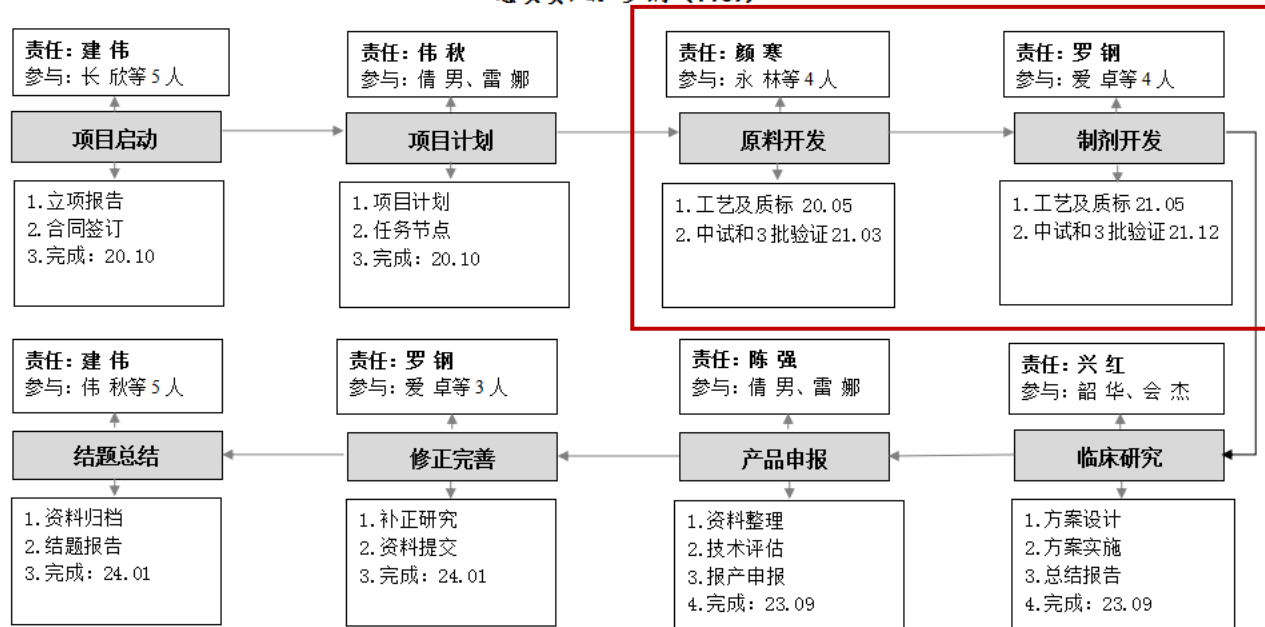 责任：建 伟
参与：长 欣等5人
项目启动
1.立项报告
2.合同签订
3.完成：20.10
责任：伟 秋
参与：倩 男、雷 娜
项目计划
1.项目计划
2.任务节点
3.完成：20.10
责任：颜 寒
参与：永 林等4人
原料开发
1.工艺及质标 20.05
2.中试和3批验证21.03
责任：罗 钢
参与：爱 卓等4人
制剂开发
1.工艺及质标 21.05
2.中试和3批验证21.12
责任：建 伟
参与：伟 秋等5人
结题总结
1.资料归档
2.结题报告
3.完成：24.01
责任：罗 钢
参与：爱 卓等3人
修正完善
1.补正研究
2.资料提交
3.完成：24.01
责任：陈 强
参与：倩 男、雷 娜
产品申报
1.资料整理
2.技术评估
3.报产申报
4.完成：23.09
责任：兴 红
参与：韶 华、会 杰
临床研究
1.方案设计
2.方案实施
3.总结报告
4.完成：23.09